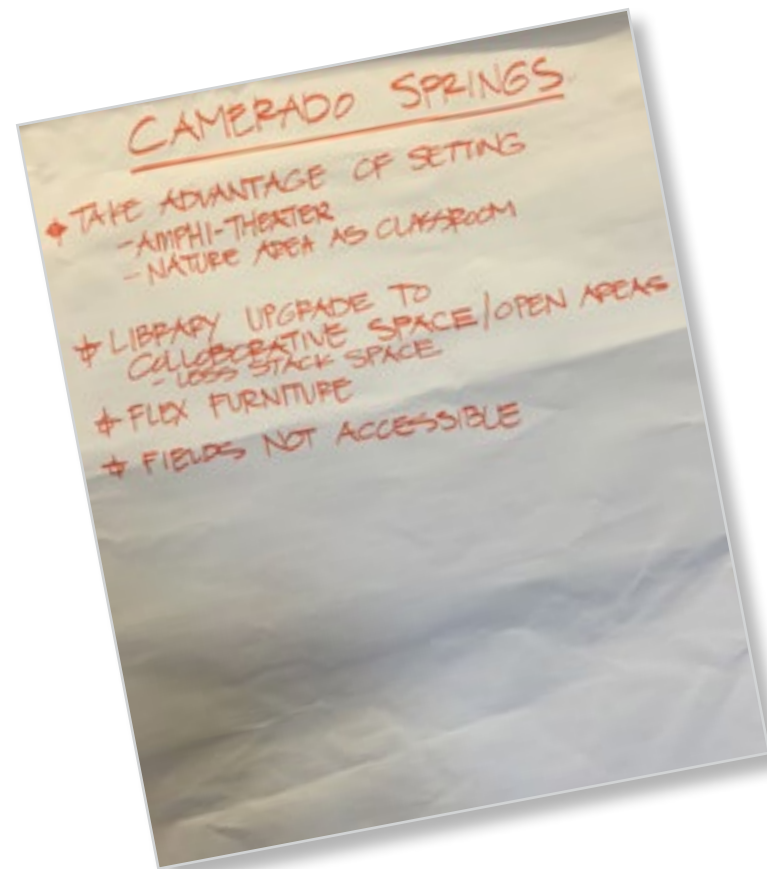 CAMERADO SPRINGS
TAKE ADVANTAGE OF SETTING
-AMPHI-THEATER
-NATURE AREA AS CLASSROOM
LIBRARY UPGRADE TO
COLLOBORATIVE SPACE/OPEN AREAS
- LESS STACK SPACE
FLEX FURNITURE
FIELDS NOT ACCESSIBLE